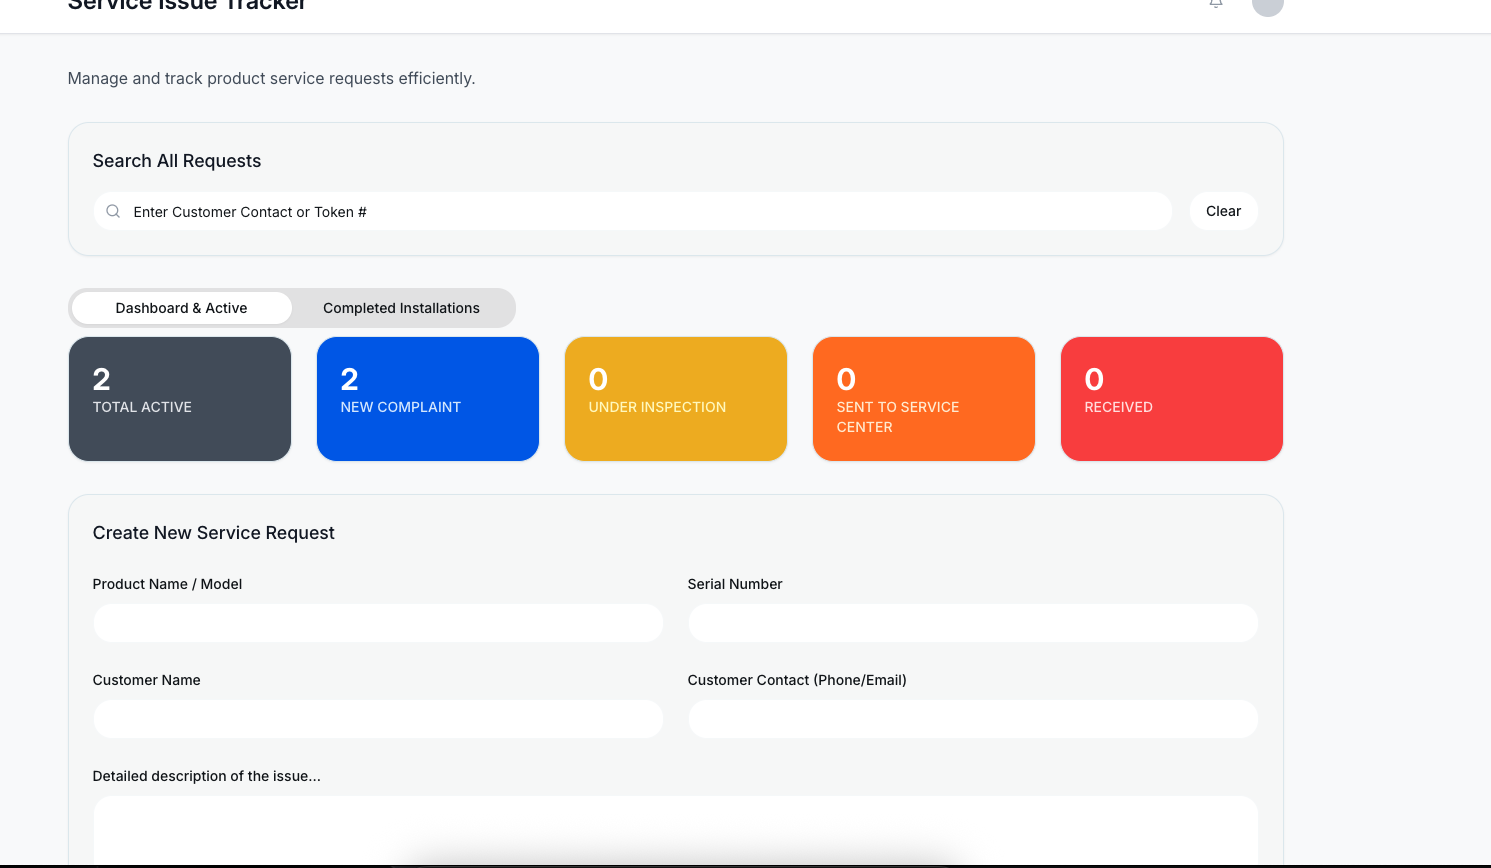 Service Issue Tracker
Manage and track product service requests efficiently.
Search All Requests
Enter Customer Contact or Token #
Clear
Dashboard & Active
Completed Installations
2
TOTAL ACTIVE
2
NEW COMPLAINT
0
UNDER INSPECTION
0
SENT TO SERVICE
CENTER
0
RECEIVED
Create New Service Request
Product Name / Model
Serial Number
Customer Name
Customer Contact (Phone/Email)
Detailed description of the issue...